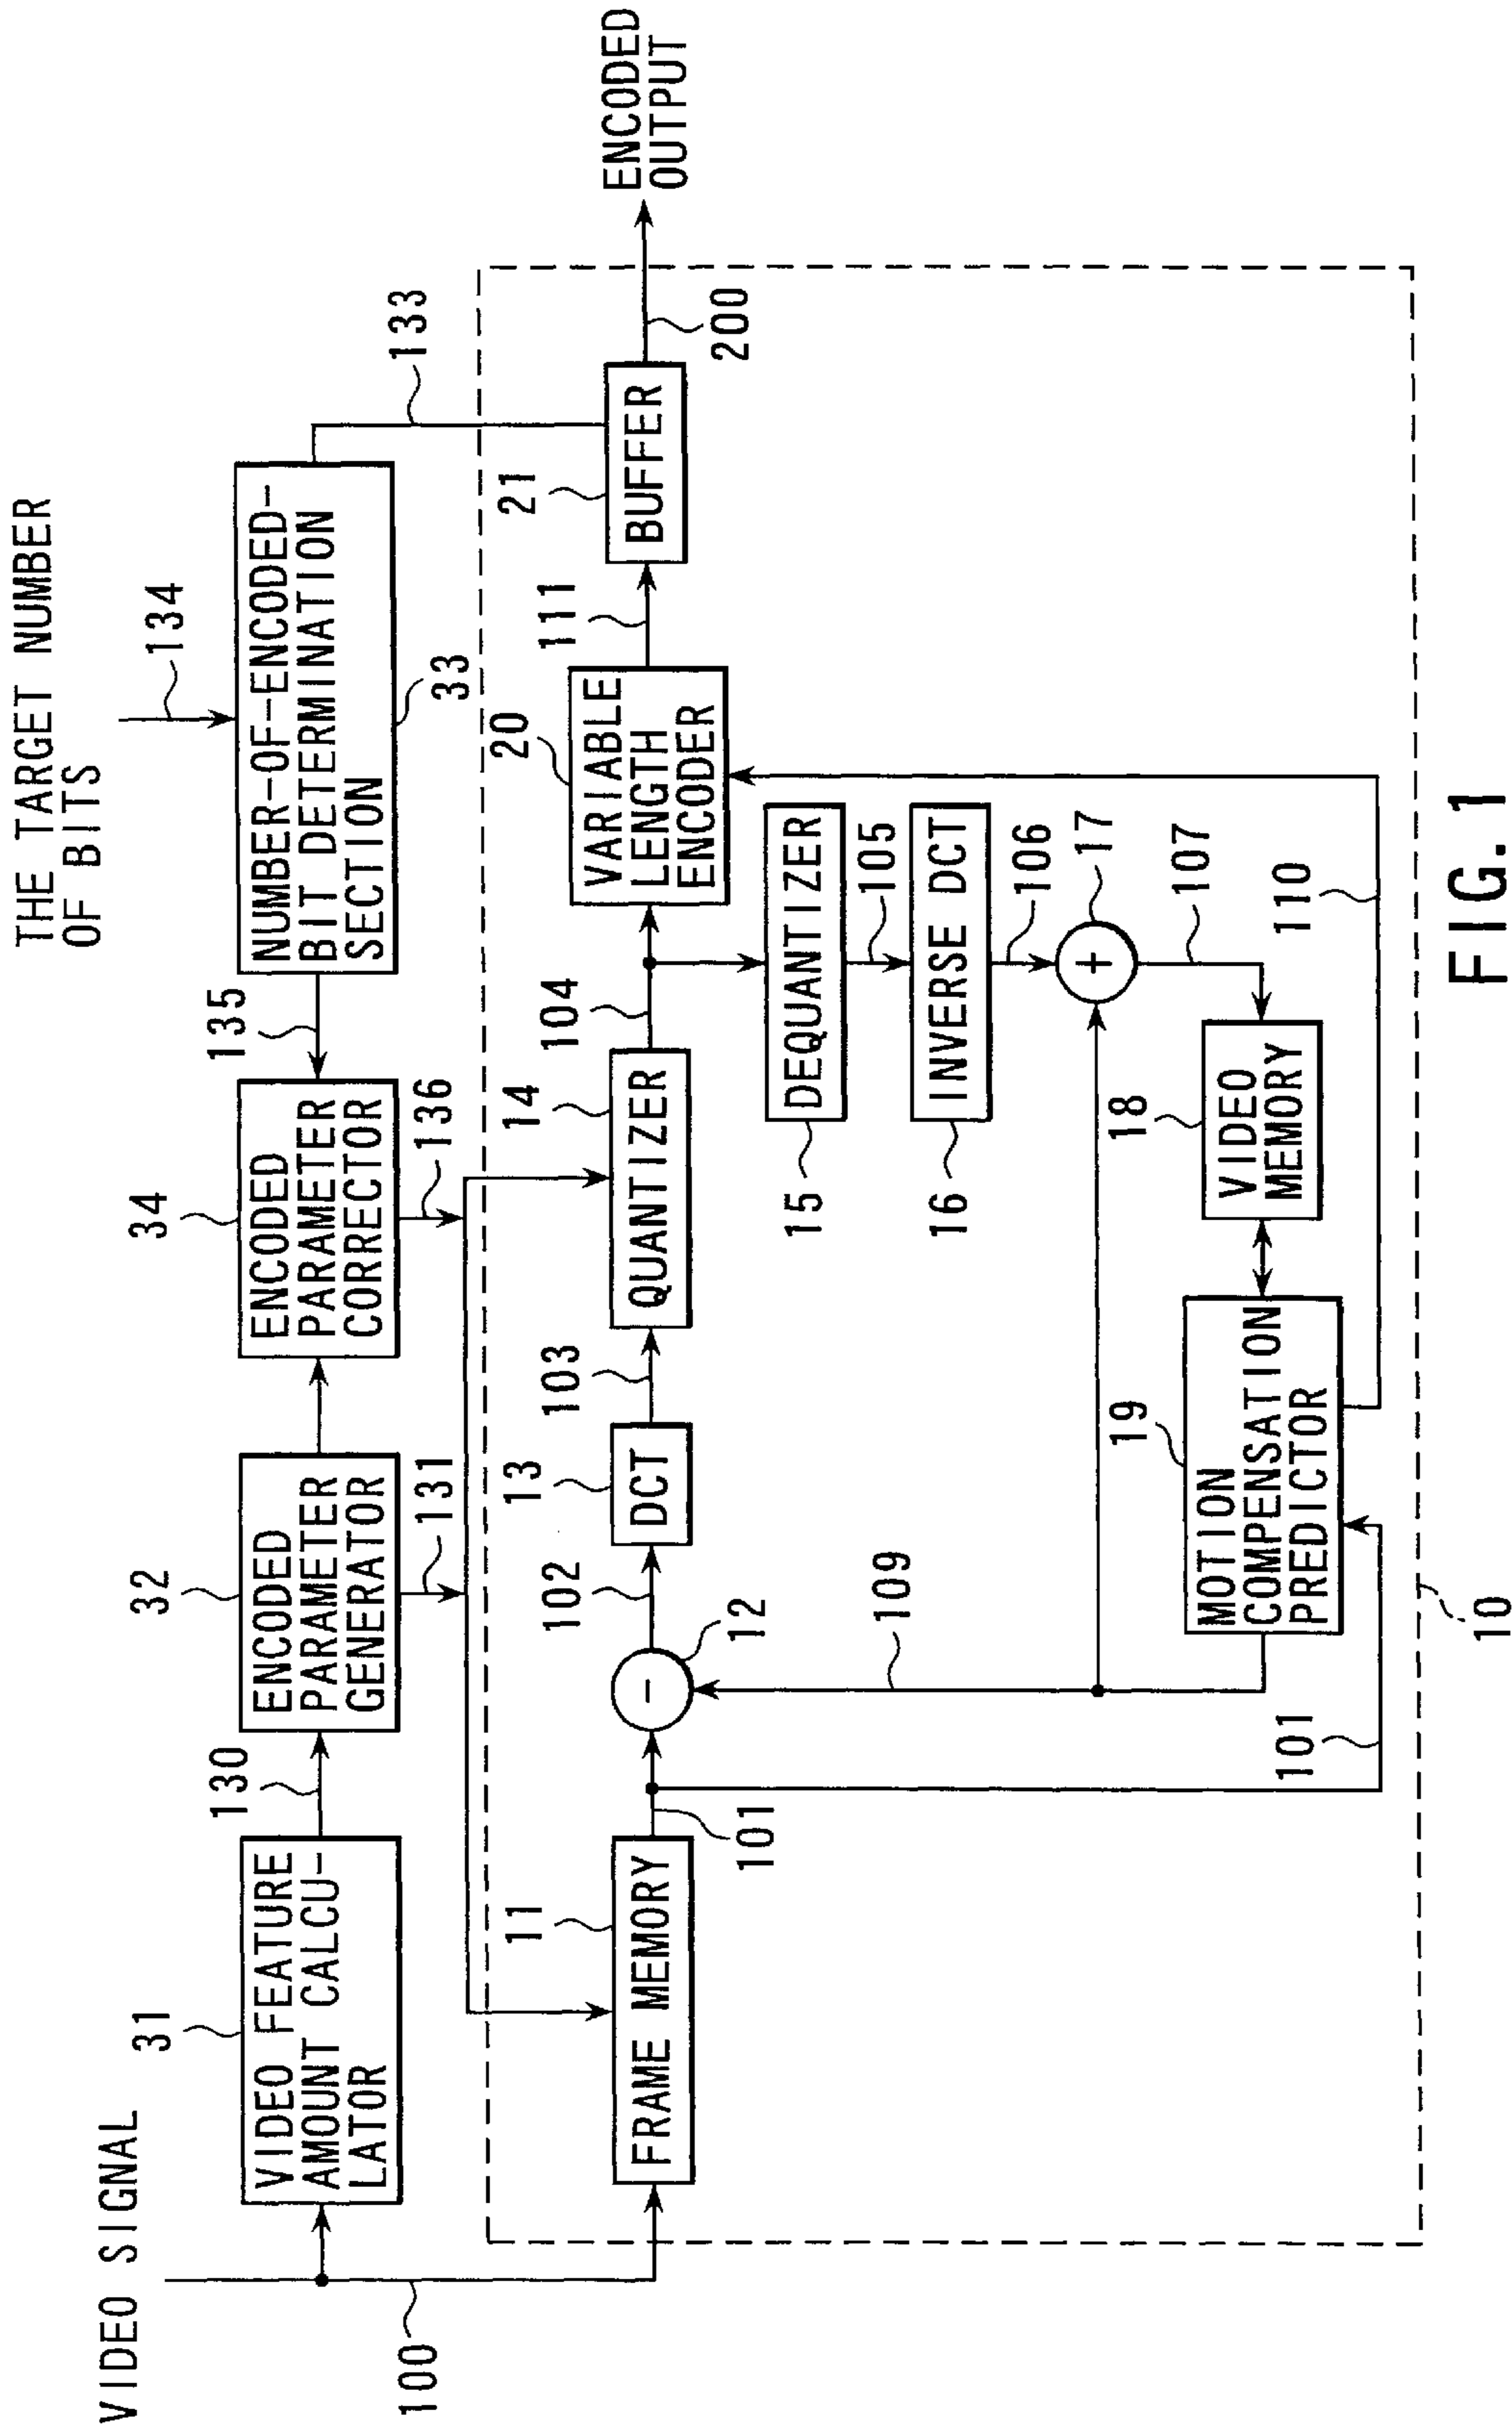 THE TARGET NUMBER
OF BITS
VIDEO SIGNAL
134
31
32
34
VIDEO FEATURE
AMOUNT CALCU-
LATOR
130
ENCODED
PARAMETER
GENERATOR
ENCODED
PARAMETER
CORRECTOR
135
NUMBER-OF-ENCODED-
BIT DETERMINATION
SECTION
133
100
131
136
33
11
13
14
20
21
102
103
104
111
FRAME MEMORY
-
DCT
QUANTIZER
VARIABLE
LENGTH
ENCODER
BUFFER
ENCODED
OUTPUT
101
12
200
15
DEQUANTIZER
109
105
16
INVERSE DCT
106
17
+
19
18
107
MOTION
COMPENSATION
PREDICTOR
VIDEO
MEMORY
101
110
10
FIG. 1